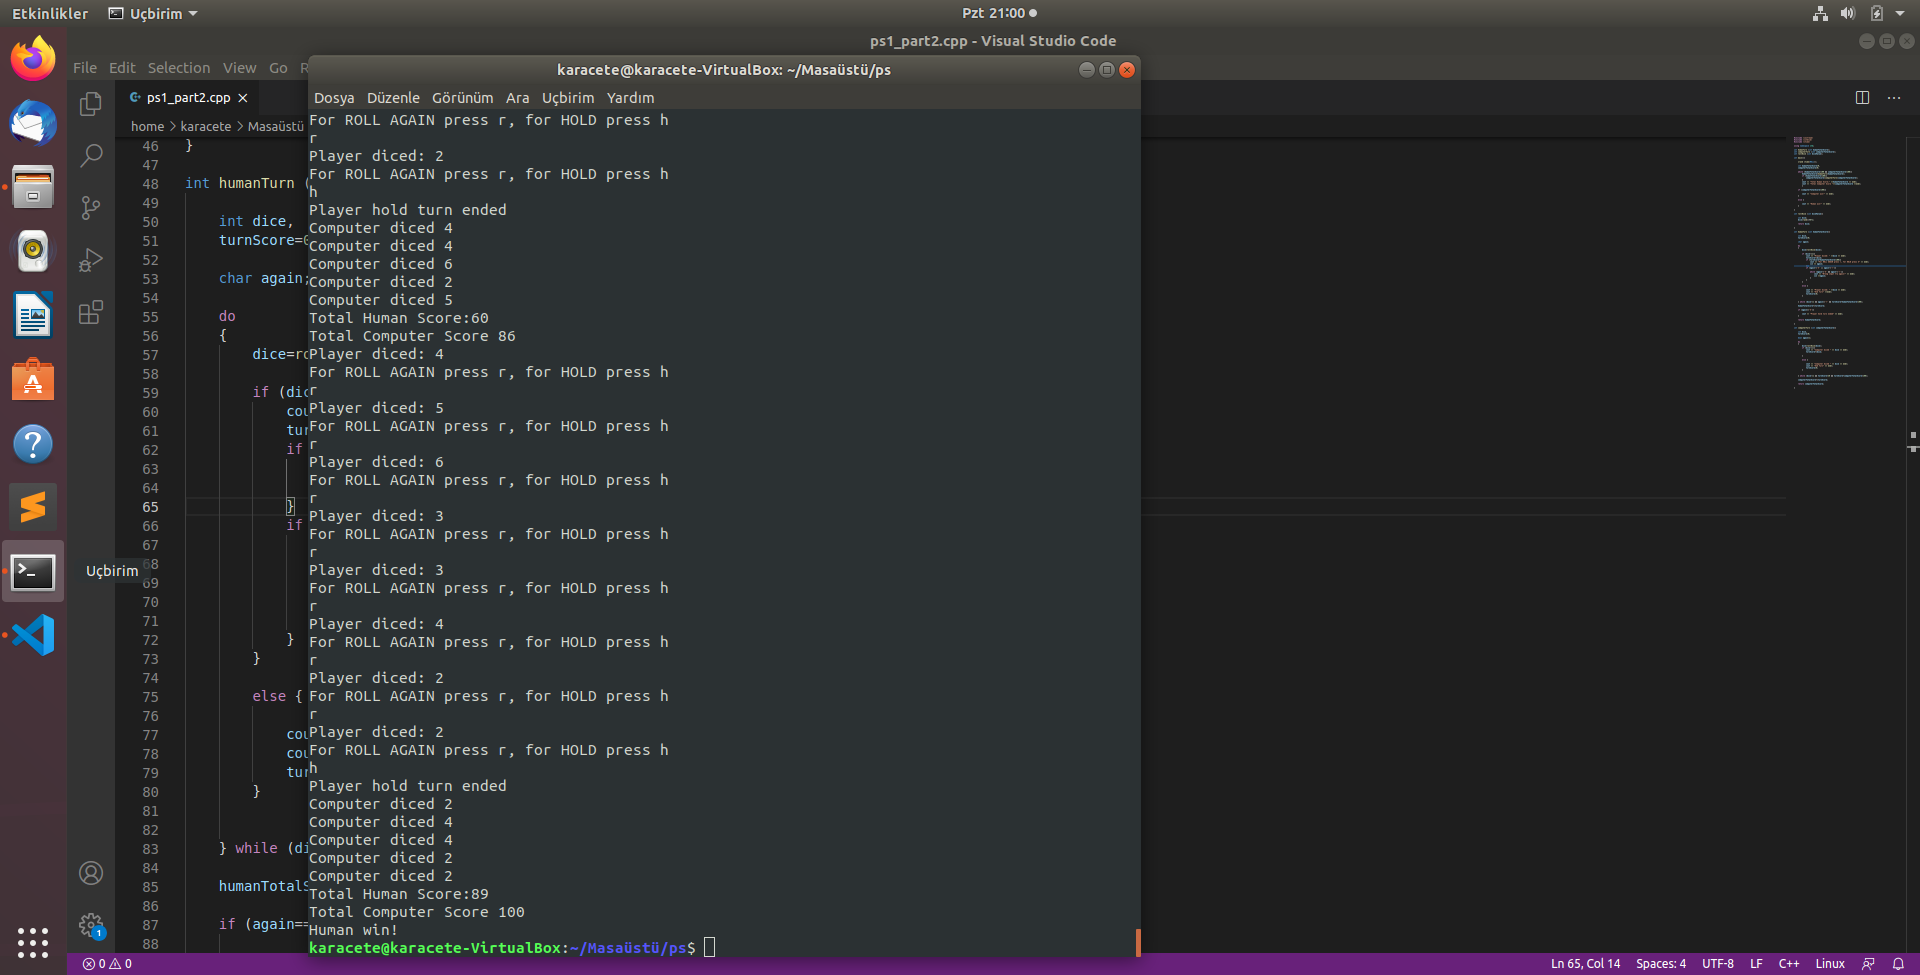 Etkinlikler
Uçbirim
Pzt 21:00
ps1_part2.cpp - Visual Studio Code
File Edit Selection View Go R
karacete@karacete-VirtualBox: ~/Masaüstü/ps
Dosya Düzenle Görünüm Ara Uçbirim Yardım
ps1_part2.cpp
home > karacete > Masaüstü
46 }
47
48 int humanTurn (
49
50 int dice,
51 turnScore=0
52
53 char again;
54
55 do
56 {
57 dice=ro
58
59 if (dic
60 cou
61 tur
62 if
63
64
65 }
66 if
67
68
69
70
71
72 }
73 }
74
75 else {
76
77 cou
78 cou
79 tur
80 }
81
82
83 } while (di
84
85 humanTotalS
86
87 if (again==
88
Uçbirim
For ROLL AGAIN press r, for HOLD press h
r
Player diced: 2
For ROLL AGAIN press r, for HOLD press h
h
Player hold turn ended
Computer diced 4
Computer diced 4
Computer diced 6
Computer diced 2
Computer diced 5
Total Human Score:60
Total Computer Score 86
Player diced: 4
For ROLL AGAIN press r, for HOLD press h
r
Player diced: 5
For ROLL AGAIN press r, for HOLD press h
r
Player diced: 6
For ROLL AGAIN press r, for HOLD press h
r
Player diced: 3
For ROLL AGAIN press r, for HOLD press h
r
Player diced: 3
For ROLL AGAIN press r, for HOLD press h
r
Player diced: 4
For ROLL AGAIN press r, for HOLD press h
r
Player diced: 2
For ROLL AGAIN press r, for HOLD press h
r
Player diced: 2
For ROLL AGAIN press r, for HOLD press h
h
Player hold turn ended
Computer diced 2
Computer diced 4
Computer diced 4
Computer diced 2
Computer diced 2
Total Human Score:89
Total Computer Score 100
Human win!
karacete@karacete-VirtualBox:~/Masaüstü/ps$
1
0 0
Ln 65, Col 14 Spaces: 4 UTF-8 LF C++ Linux